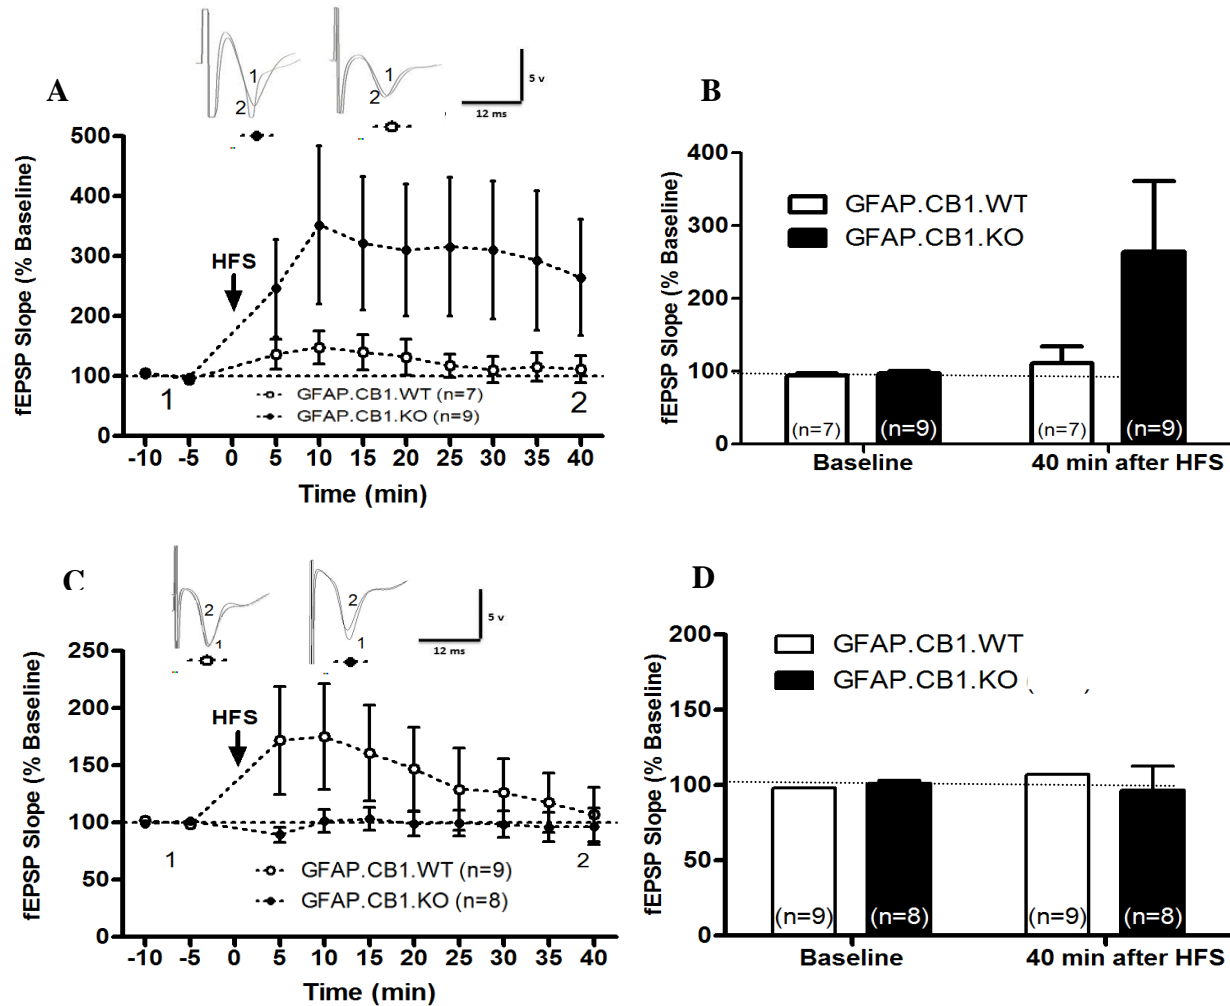 A
1
2
1
2
5 v
12 ms
fEPSP Slope (% Baseline)
500
400
300
200
100
0
HFS
1
2
GFAP.CB1.WT (n=7)
GFAP.CB1.KO (n=9)
-10 -5 0 5 10 15 20 25 30 35 40
Time (min)
B
fEPSP Slope (% Baseline)
400
300
200
100
0
GFAP.CB1.WT
GFAP.CB1.KO
(n=7) (n=9) (n=7) (n=9)
Baseline 40 min after HFS
C
2
1
2
1
5 v
12 ms
fEPSP Slope (% Baseline)
250
200
150
100
50
0
HFS
1
2
GFAP.CB1.WT (n=9)
GFAP.CB1.KO (n=8)
-10 -5 0 5 10 15 20 25 30 35 40
Time (min)
D
fEPSP Slope (% Baseline)
200
150
100
50
0
GFAP.CB1.WT
GFAP.CB1.KO
(n=9) (n=8) (n=9) (n=8)
Baseline 40 min after HFS